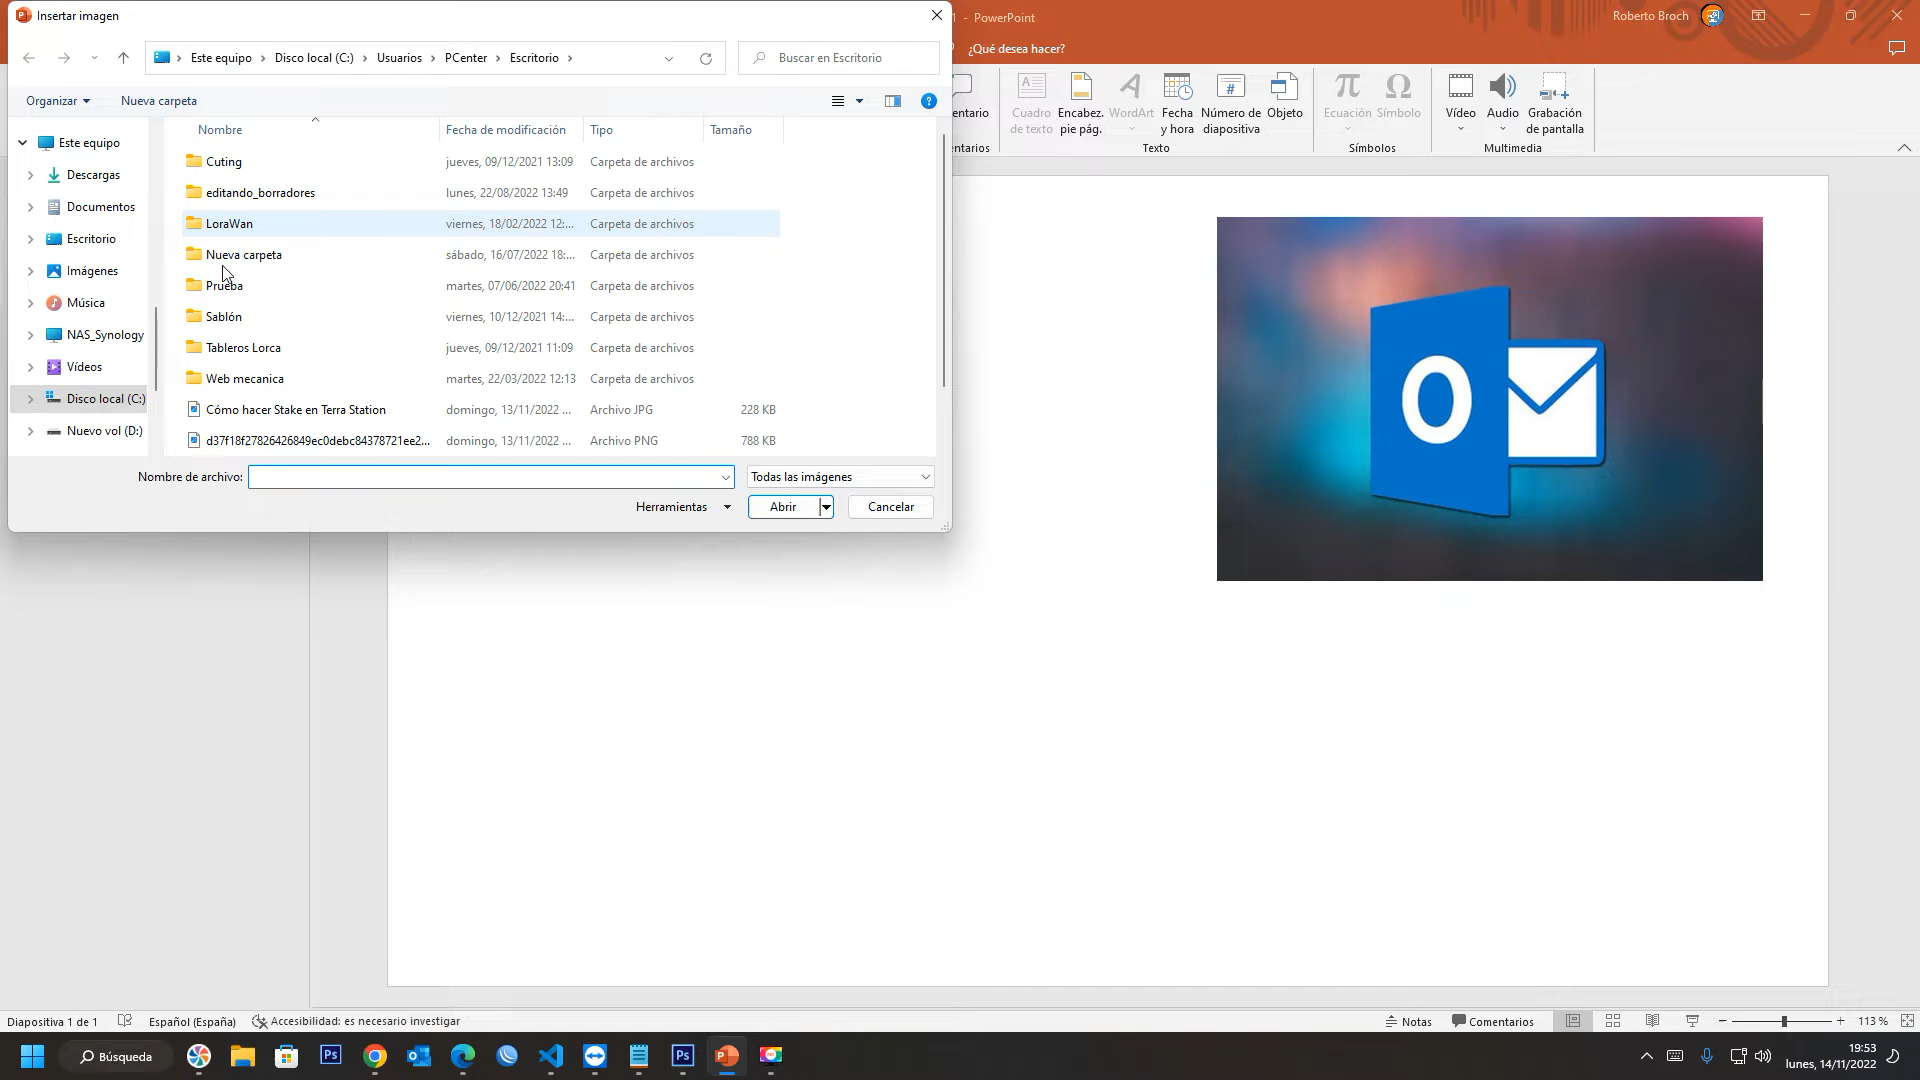 Insertar imagen
1 - PowerPoint
Roberto Broch
¿Qué desea hacer?
Este equipo
Disco local (C:)
Usuarios
PCenter
Escritorio
Buscar en Escritorio
Organizar
Nueva carpeta
Nombre
Fecha de modificación
Tipo
Tamaño
Este equipo
Descargas
Documentos
Escritorio
Imágenes
Música
NAS_Synology
Vídeos
Disco local (C:)
Nuevo vol (D:)
Cuting jueves, 09/12/2021 13:09 Carpeta de archivos
editando_borradores lunes, 22/08/2022 13:49 Carpeta de archivos
LoraWan viernes, 18/02/2022 12:... Carpeta de archivos
Nueva carpeta sábado, 16/07/2022 18:... Carpeta de archivos
Prueba martes, 07/06/2022 20:41 Carpeta de archivos
Sablón viernes, 10/12/2021 14:... Carpeta de archivos
Tableros Lorca jueves, 09/12/2021 11:09 Carpeta de archivos
Web mecanica martes, 22/03/2022 12:13 Carpeta de archivos
Cómo hacer Stake en Terra Station domingo, 13/11/2022 ... Archivo JPG 228 KB
d37f18f27826426849ec0debc84378721ee2... domingo, 13/11/2022 ... Archivo PNG 788 KB
Nombre de archivo:
Todas las imágenes
Herramientas
Abrir
Cancelar
entario
entarios
Cuadro de texto
Encabez. pie pág.
WordArt
Fecha y hora
Número de diapositiva
Objeto
Texto
Ecuación
Símbolo
Símbolos
Vídeo
Audio
Grabación de pantalla
Multimedia
O
Diapositiva 1 de 1
Español (España)
Accesibilidad: es necesario investigar
Notas
Comentarios
113 %
Búsqueda
Ps
Ps
19:53
lunes, 14/11/2022